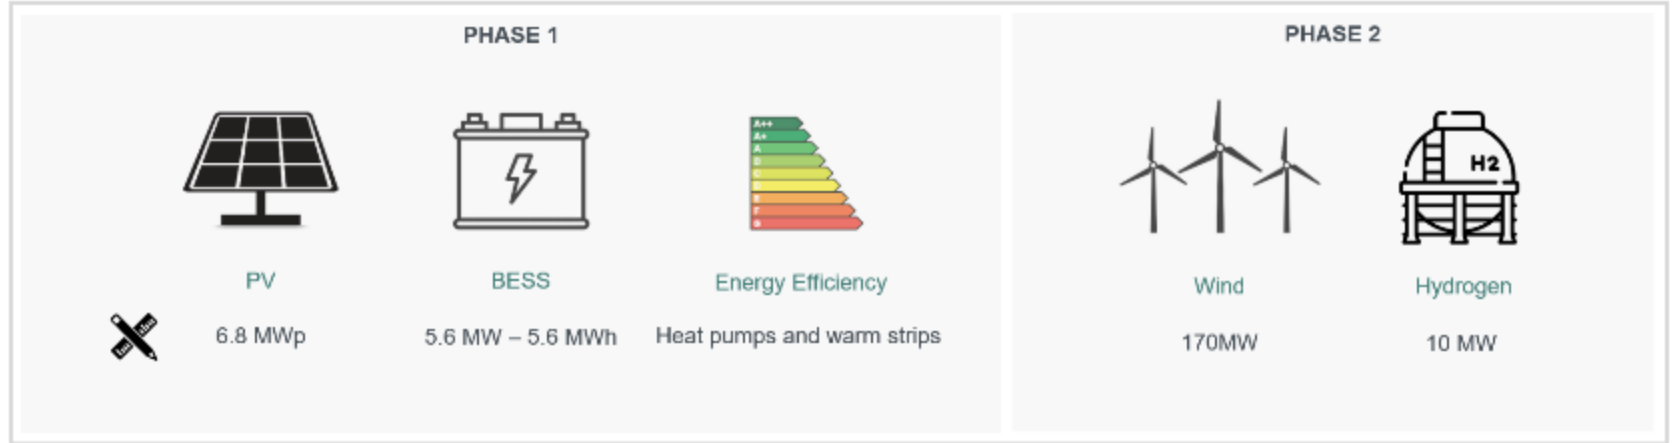 PHASE 1
PV
6.8 MWp
BESS
5.6 MW – 5.6 MWh
A++
A+
A
Energy Efficiency
Heat pumps and warm strips
PHASE 2
Wind
170MW
H2
Hydrogen
10 MW